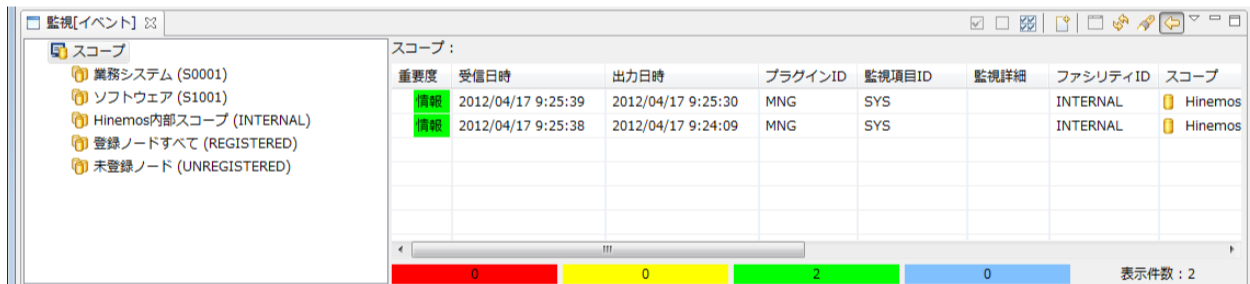 監視[イベント]
スコープ
業務システム (S0001)
ソフトウェア (S1001)
Hinemos内部スコープ (INTERNAL)
登録ノードすべて (REGISTERED)
未登録ノード (UNREGISTERED)
スコープ :
重要度 受信日時 出力日時 プラグインID 監視項目ID 監視詳細 ファシリティID スコープ
情報 2012/04/17 9:25:39 2012/04/17 9:25:30 MNG SYS INTERNAL Hinemos
情報 2012/04/17 9:25:38 2012/04/17 9:24:09 MNG SYS INTERNAL Hinemos
0 0 2 0 表示件数 : 2